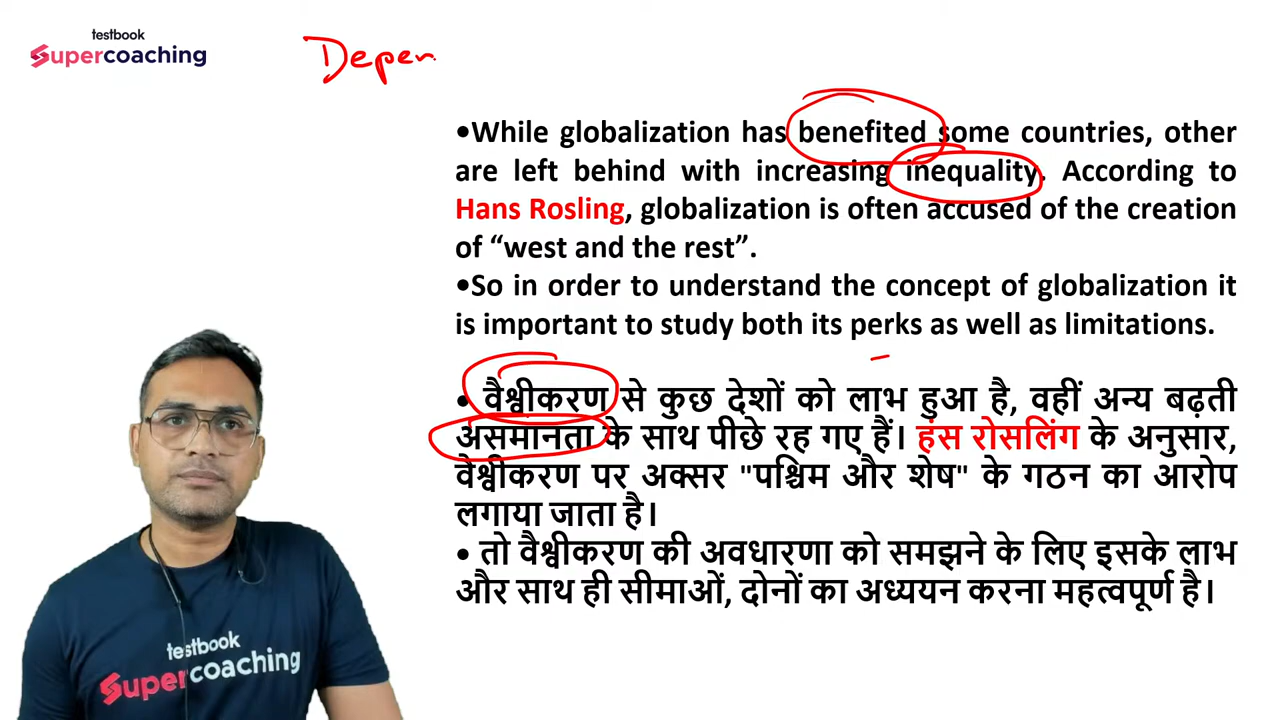 testbook
Supercoaching
Deper
•While globalization has benefited some countries, other
are left behind with increasing inequality. According to
Hans Rosling, globalization is often accused of the creation
of “west and the rest”.
•So in order to understand the concept of globalization it
is important to study both its perks as well as limitations.
• वैश्वीकरण से कुछ देशों को लाभ हुआ है, वहीं अन्य बढ़ती
असमानता के साथ पीछे रह गए हैं। हंस रोसलिंग के अनुसार,
वेश्वीकरण पर अक्सर "पश्चिम और शेष" के गठन का आरोप
लगाया जाता है।
• तो वैश्वीकरण की अवधारणा को समझने के लिए इसके लाभ
और साथ ही सीमाओं, दोनों का अध्ययन करना महत्वपूर्ण है।
testbook
Supercoaching